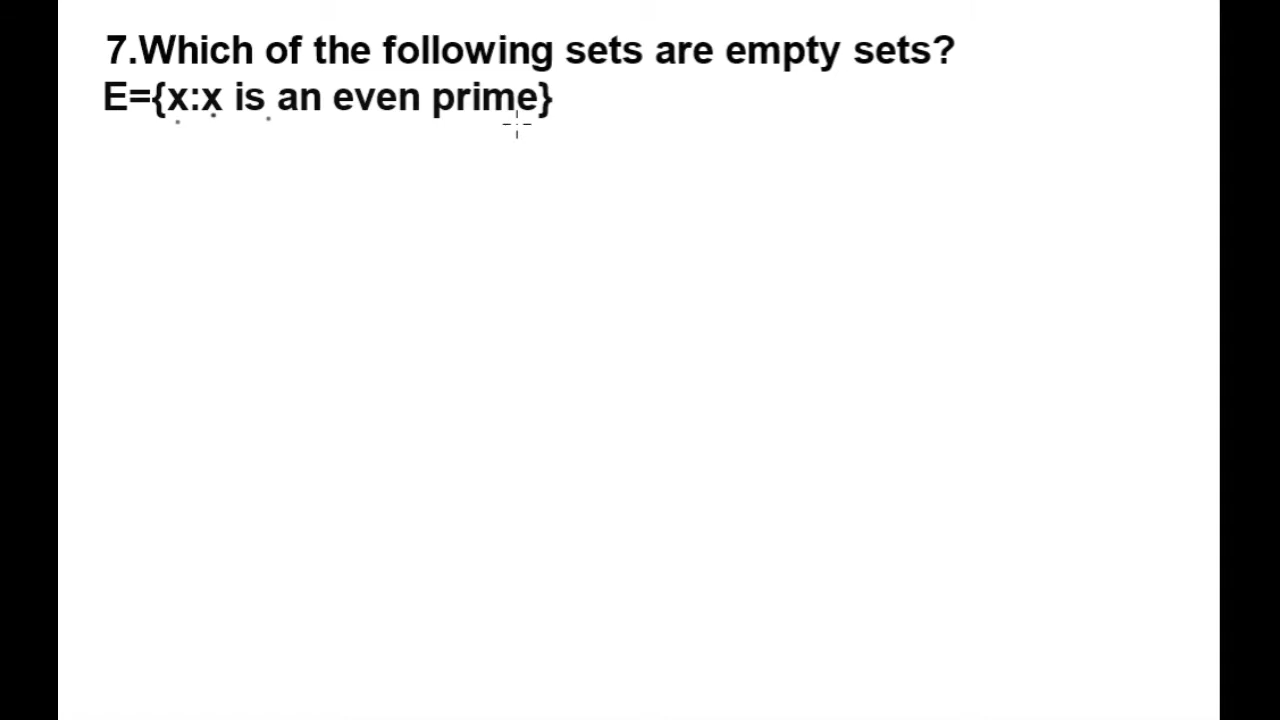 7.Which of the following sets are empty sets?
E={x:x is an even prime}